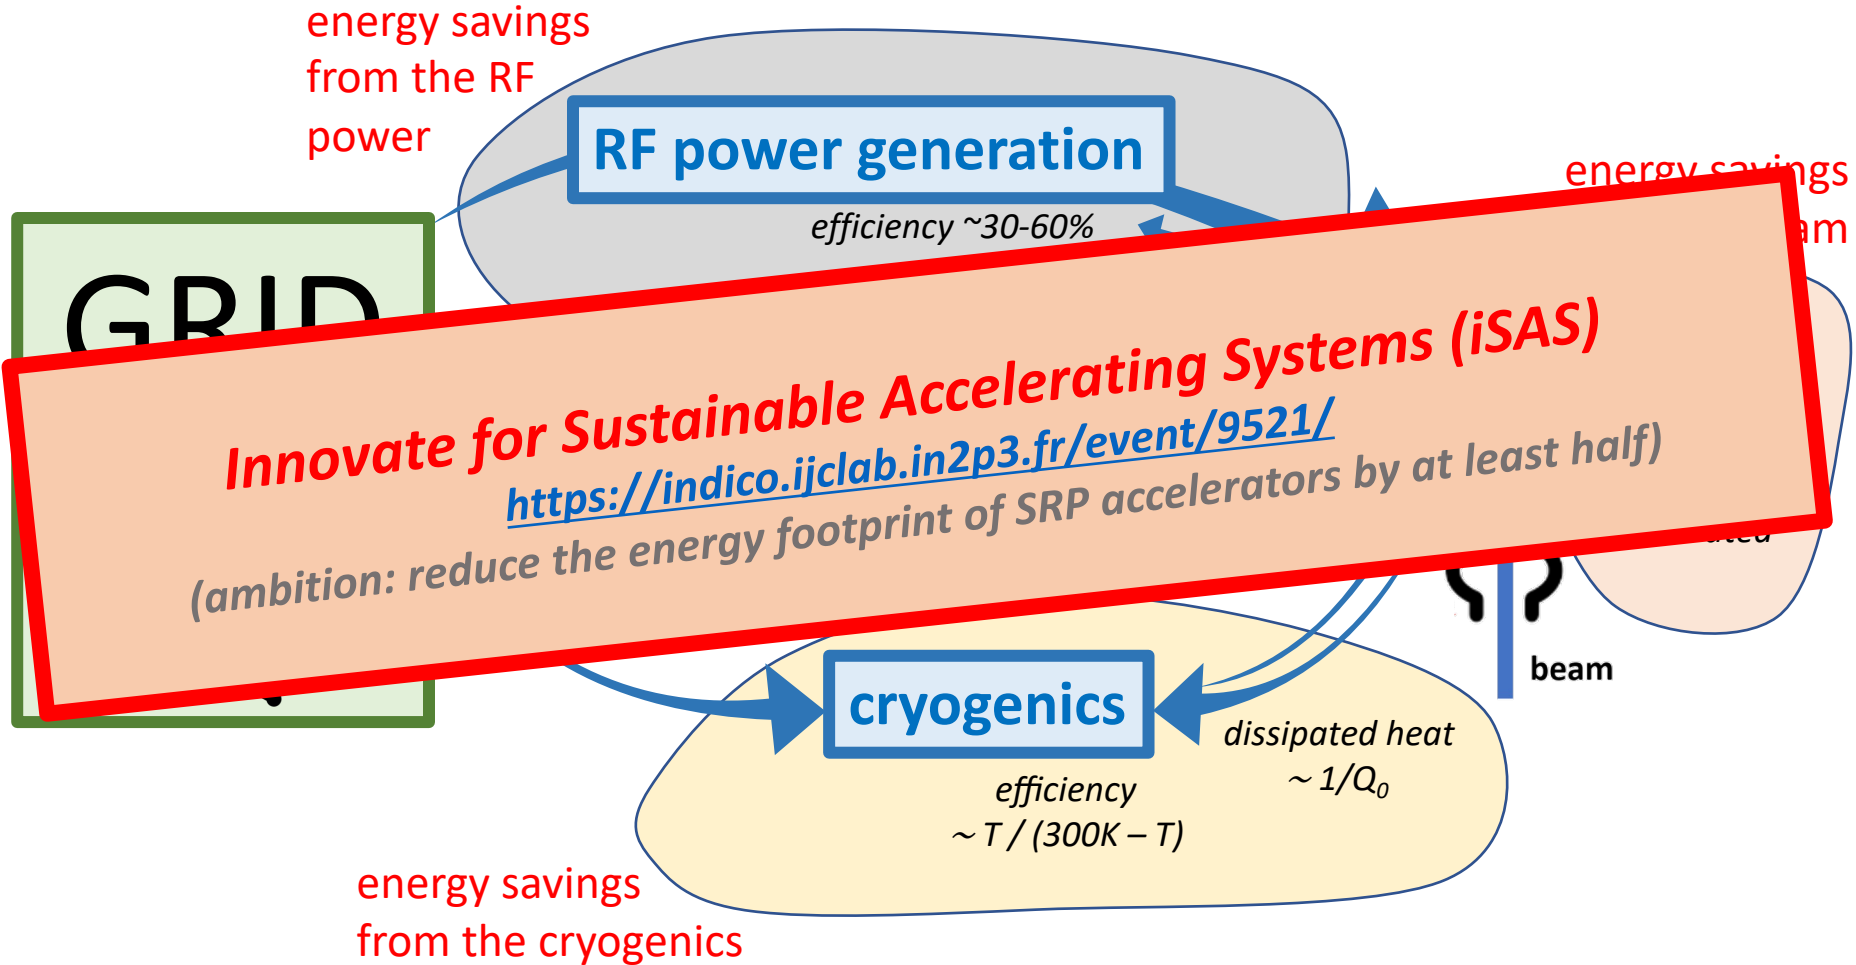 energy savings
from the RF
power
RF power generation
efficiency ~30-60%
energy savings
GRID
Innovate for Sustainable Accelerating Systems (iSAS)
https://indico.ijclab.in2p3.fr/event/9521/
(ambition: reduce the energy footprint of SRP accelerators by at least half)
beam
cryogenics
dissipated heat
~ 1/Q₀
efficiency
~ T / (300K – T)
energy savings
from the cryogenics